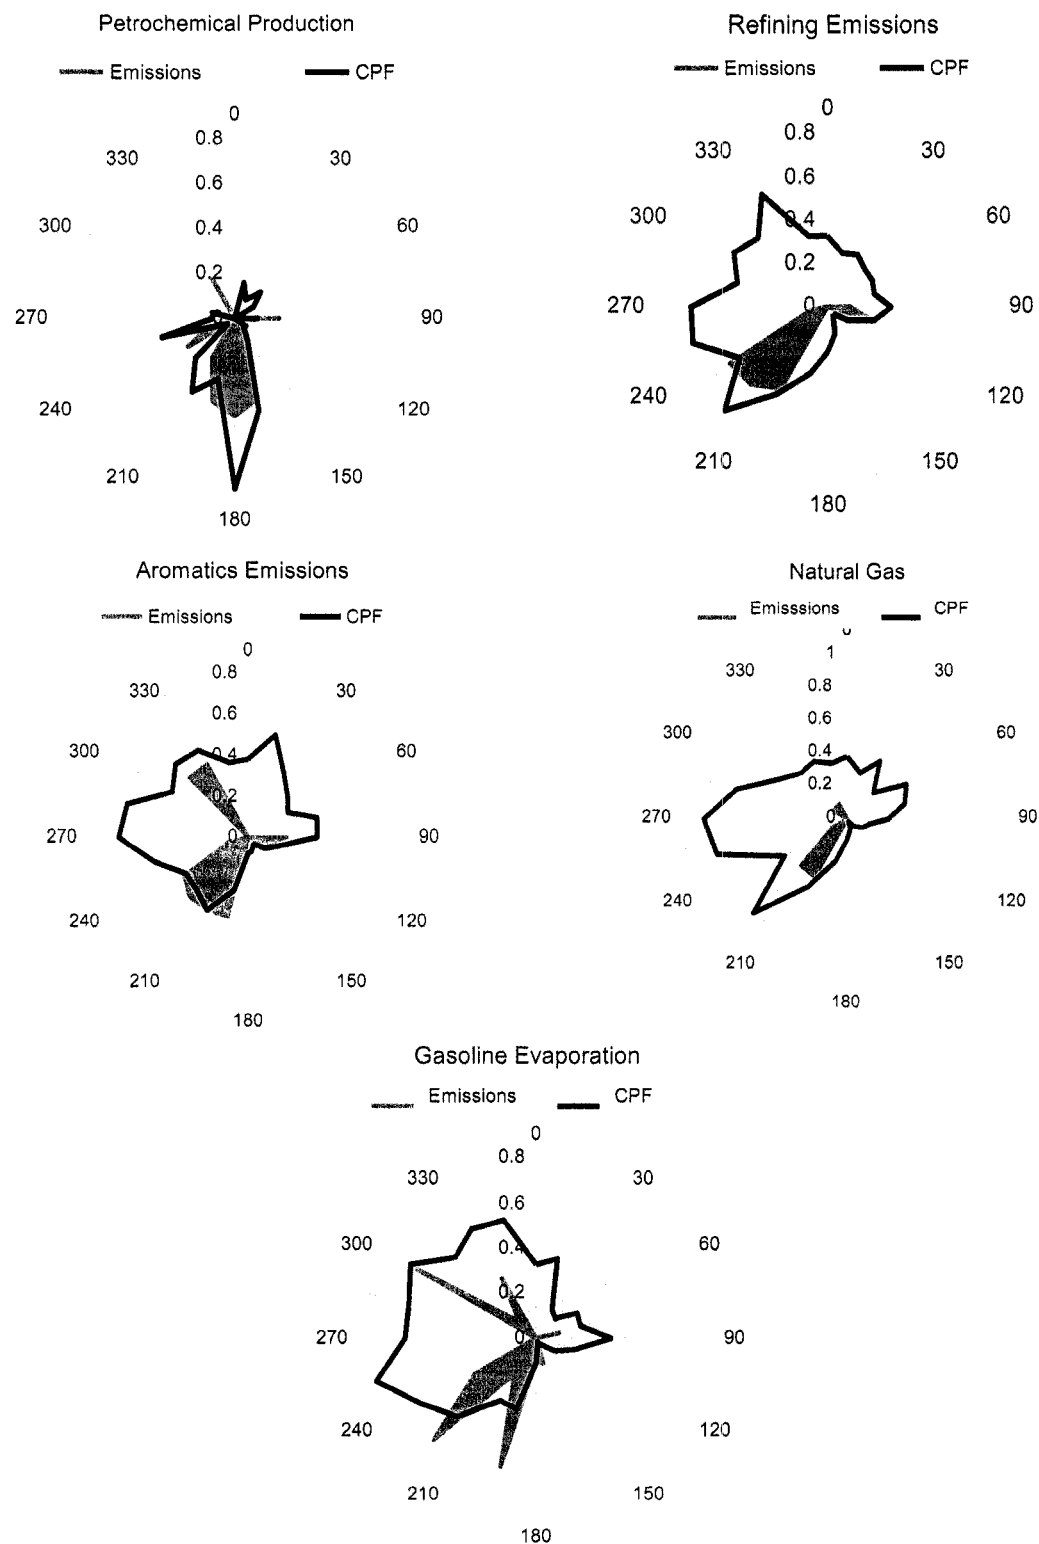 Petrochemical Production
Emissions CPF
0
0.8
330 30
0.6
300 60
0.4
0.2
270 90
240 120
210 150
180
Refining Emissions
Emissions CPF
0
0.8
330 30
0.6
300 60
0.4
0.2
270 0 90
240 120
210 150
180
Aromatics Emissions
Emissions CPF
0
0.8
330 30
0.6
300 0.4 60
0.2
270 0 90
240 120
210 150
180
Natural Gas
Emisssions CPF
0
1
330 30
0.8
300 0.6 60
0.4
0.2
270 0 90
240 120
210 150
180
Gasoline Evaporation
Emissions CPF
0
0.8
330 30
0.6
300 0.4 60
0.2
270 0 90
240 120
210 150
180